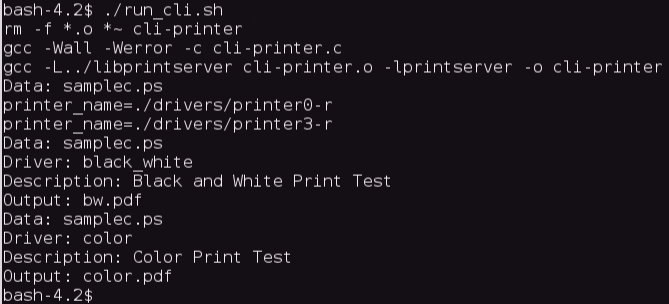 bash-4.2$ ./run_cli.sh
rm -f *.o *~ cli-printer
gcc -Wall -Werror -c cli-printer.c
gcc -L../libprintserver cli-printer.o -lprintserver -o cli-printer
Data: samplec.ps
printer_name=./drivers/printer0-r
printer_name=./drivers/printer3-r
Data: samplec.ps
Driver: black_white
Description: Black and White Print Test
Output: bw.pdf
Data: samplec.ps
Driver: color
Description: Color Print Test
Output: color.pdf
bash-4.2$